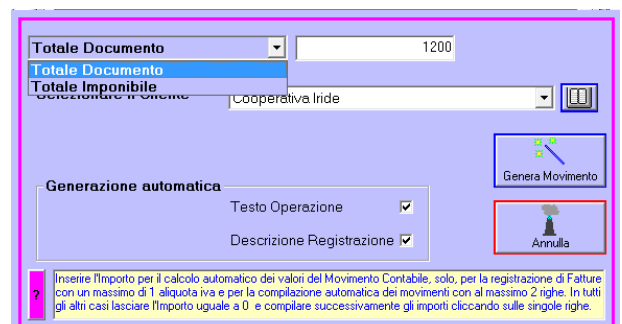 Totale Documento 1200
Totale Documento
Totale Imponibile
Selezionare il Cliente Cooperativa Iride
Genera Movimento
Generazione automatica
Testo Operazione
Descrizione Registrazione
Annulla
Inserire l'Importo per il calcolo automatico dei valori del Movimento Contabile, solo, per la registrazione di Fatture
? con un massimo di 1 aliquota iva e per la compilazione automatica dei movimenti con al massimo 2 righe. In tutti
gli altri casi lasciare l'Importo uguale a 0 e compilare successivamente gli importi cliccando sulle singole righe.